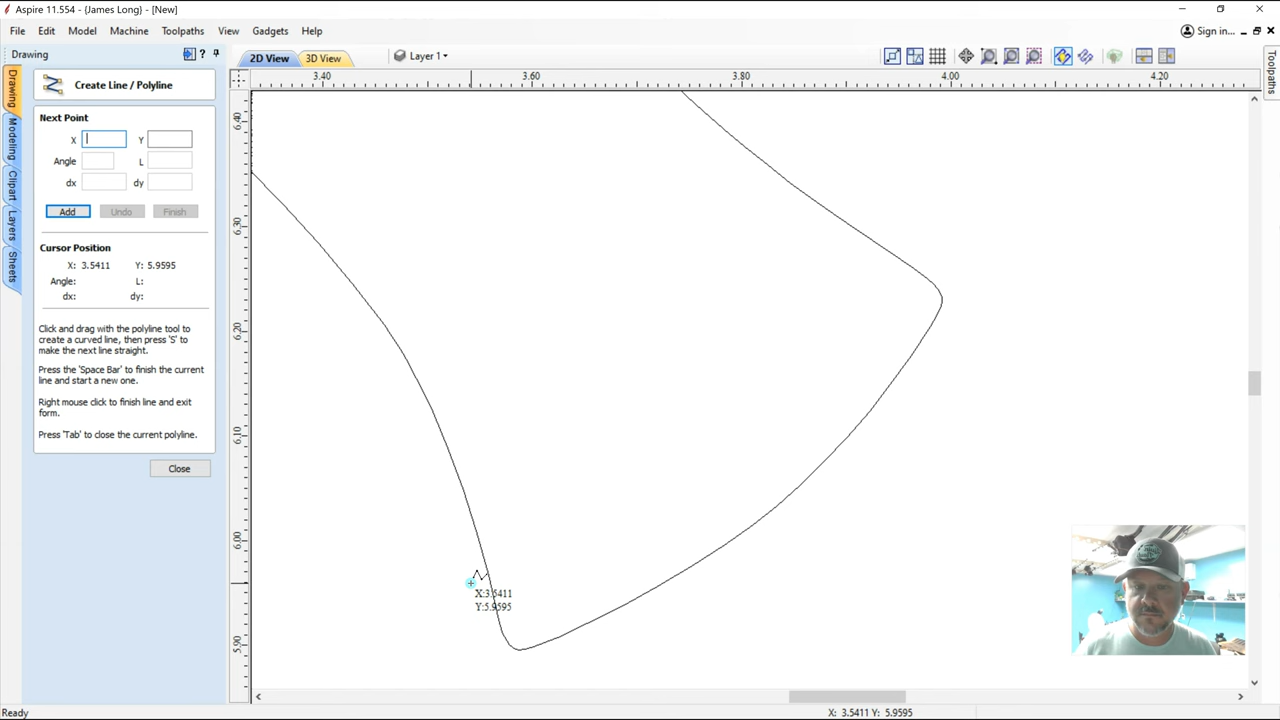 Aspire 11.554 - {James Long} - [New]
File Edit Model Machine Toolpaths View Gadgets Help
Sign in...
Drawing
2D View 3D View Layer 1
Create Line / Polyline
Next Point
X Y
Angle L
dx dy
Add Undo Finish
Cursor Position
X: 3.5411 Y: 5.9595
Angle: L:
dx: dy:
Click and drag with the polyline tool to
create a curved line, then press 'S' to
make the next line straight.
Press the 'Space Bar' to finish the current
line and start a new one.
Right mouse click to finish line and exit
form.
Press 'Tab' to close the current polyline.
Close
Drawing
Modeling
Clipart
Layers
Sheets
3.40 3.60 3.80 4.00 4.20
6.40
6.30
6.20
6.10
6.00
5.90
X:3.5411
Y:5.9595
Toolpaths
Ready
X: 3.5411 Y: 5.9595